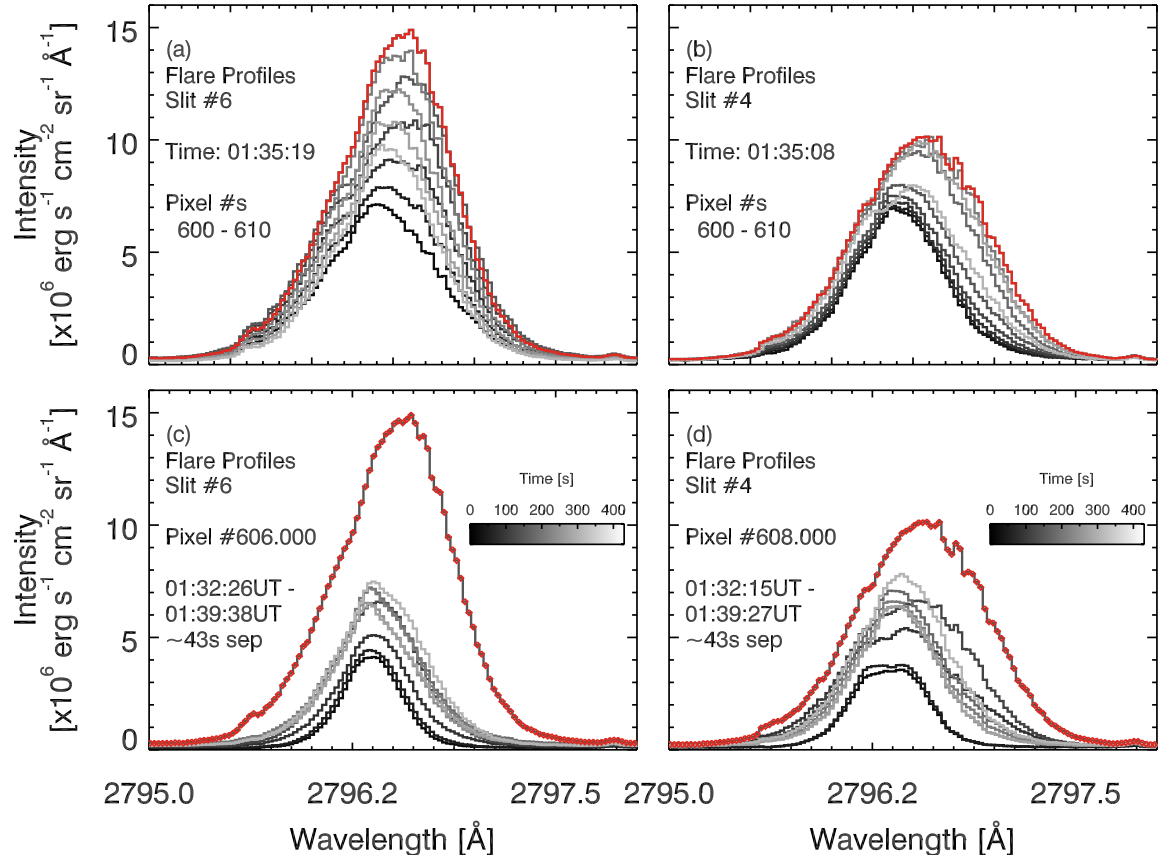 (a)
Flare Profiles
Slit #6
Time: 01:35:19
Pixel #s
600 - 610
15
10
5
0
Intensity
[x10⁶ erg s⁻¹ cm⁻² sr⁻¹ Å⁻¹]
(b)
Flare Profiles
Slit #4
Time: 01:35:08
Pixel #s
600 - 610
(c)
Flare Profiles
Slit #6
Pixel #606.000
01:32:26UT -
01:39:38UT
~43s sep
Time [s]
0 100 200 300 400
15
10
5
0
Intensity
[x10⁶ erg s⁻¹ cm⁻² sr⁻¹ Å⁻¹]
(d)
Flare Profiles
Slit #4
Pixel #608.000
01:32:15UT -
01:39:27UT
~43s sep
Time [s]
0 100 200 300 400
2795.0 2796.2 2797.5
Wavelength [Å]
2795.0 2796.2 2797.5
Wavelength [Å]